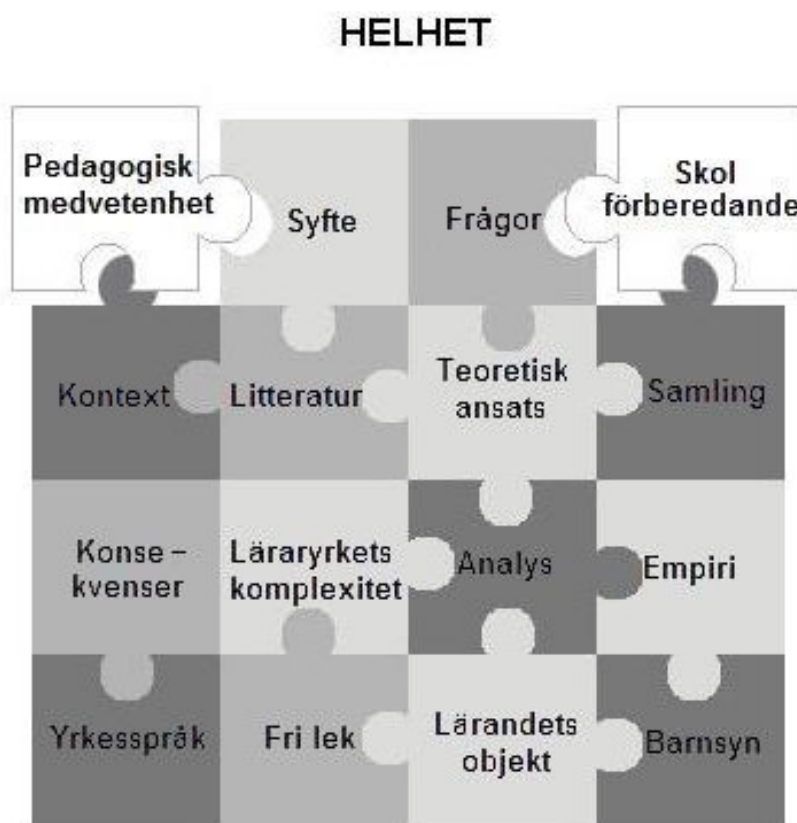 HELHET
Pedagogisk
medvetenhet
Syfte
Frågor
Skol
förberedande
Kontext
Litteratur
Teoretisk
ansats
Samling
Konse –
kvenser
Läraryrkets
komplexitet
Analys
Empiri
Yrkesspråk
Fri lek
Lärandets
objekt
Barnsyn